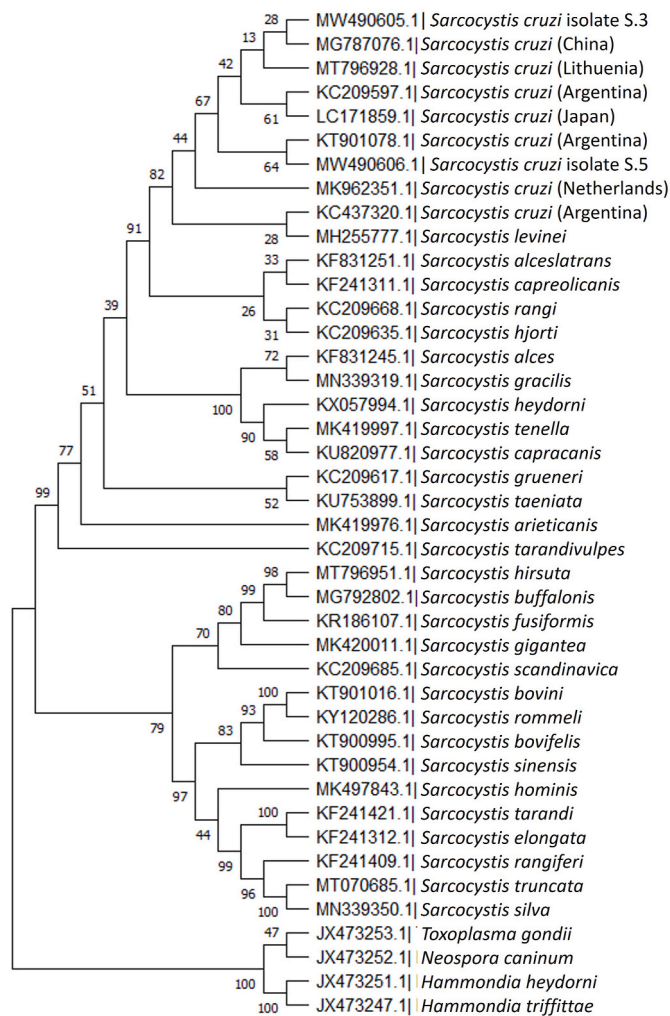 28 MW490605.1| Sarcocystis cruzi isolate S.3
13 MG787076.1| Sarcocystis cruzi (China)
42 MT796928.1| Sarcocystis cruzi (Lithuenia)
67 KC209597.1| Sarcocystis cruzi (Argentina)
61 LC171859.1| Sarcocystis cruzi (Japan)
44 KT901078.1| Sarcocystis cruzi (Argentina)
64 MW490606.1| Sarcocystis cruzi isolate S.5
82 MK962351.1| Sarcocystis cruzi (Netherlands)
KC437320.1| Sarcocystis cruzi (Argentina)
91 28 MH255777.1| Sarcocystis levinei
33 KF831251.1| Sarcocystis alceslatrans
KF241311.1| Sarcocystis capreolicanis
39 26 KC209668.1| Sarcocystis rangi
31 KC209635.1| Sarcocystis hjorti
72 KF831245.1| Sarcocystis alces
51 MN339319.1| Sarcocystis gracilis
100 KX057994.1| Sarcocystis heydorni
90 MK419997.1| Sarcocystis tenella
77 58 KU820977.1| Sarcocystis capracanis
KC209617.1| Sarcocystis grueneri
99 52 KU753899.1| Sarcocystis taeniata
MK419976.1| Sarcocystis arieticanis
KC209715.1| Sarcocystis tarandivulpes
98 MT796951.1| Sarcocystis hirsuta
99 MG792802.1| Sarcocystis buffalonis
80 KR186107.1| Sarcocystis fusiformis
70 MK420011.1| Sarcocystis gigantea
KC209685.1| Sarcocystis scandinavica
100 KT901016.1| Sarcocystis bovini
93 KY120286.1| Sarcocystis rommeli
79 83 KT900995.1| Sarcocystis bovifelis
KT900954.1| Sarcocystis sinensis
97 MK497843.1| Sarcocystis hominis
100 KF241421.1| Sarcocystis tarandi
44 KF241312.1| Sarcocystis elongata
99 KF241409.1| Sarcocystis rangiferi
96 MT070685.1| Sarcocystis truncata
100 MN339350.1| Sarcocystis silva
47 JX473253.1| Toxoplasma gondii
JX473252.1| Neospora caninum
100 JX473251.1| Hammondia heydorni
100 JX473247.1| Hammondia triffittae